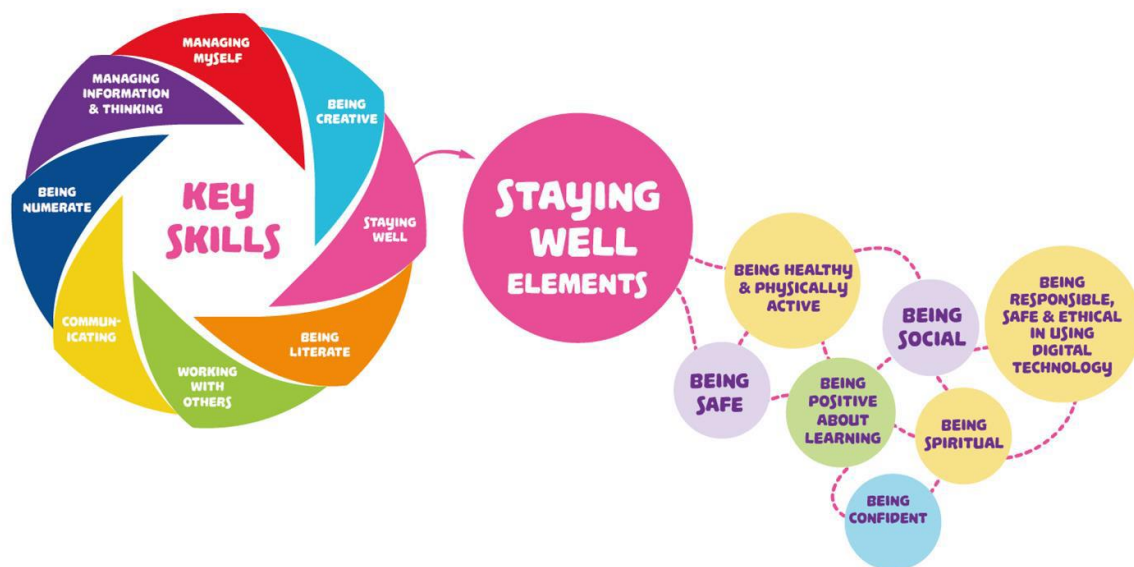 KEY
SKILLS
MANAGING
MYSELF
BEING
CREATIVE
STAYING
WELL
BEING
LITERATE
WORKING
WITH
OTHERS
COMMUN-
ICATING
BEING
NUMERATE
MANAGING
INFORMATION
& THINKING
STAYING
WELL
ELEMENTS
BEING HEALTHY
& PHYSICALLY
ACTIVE
BEING
SAFE
BEING
POSITIVE
ABOUT
LEARNING
BEING
SOCIAL
BEING
RESPONSIBLE,
SAFE & ETHICAL
IN USING
DIGITAL
TECHNOLOGY
BEING
SPIRITUAL
BEING
CONFIDENT